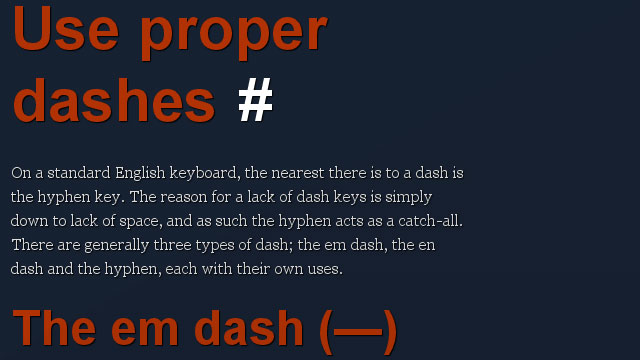 Use proper
dashes #
On a standard English keyboard, the nearest there is to a dash is
the hyphen key. The reason for a lack of dash keys is simply
down to lack of space, and as such the hyphen acts as a catch-all.
There are generally three types of dash; the em dash, the en
dash and the hyphen, each with their own uses.
The em dash (—)